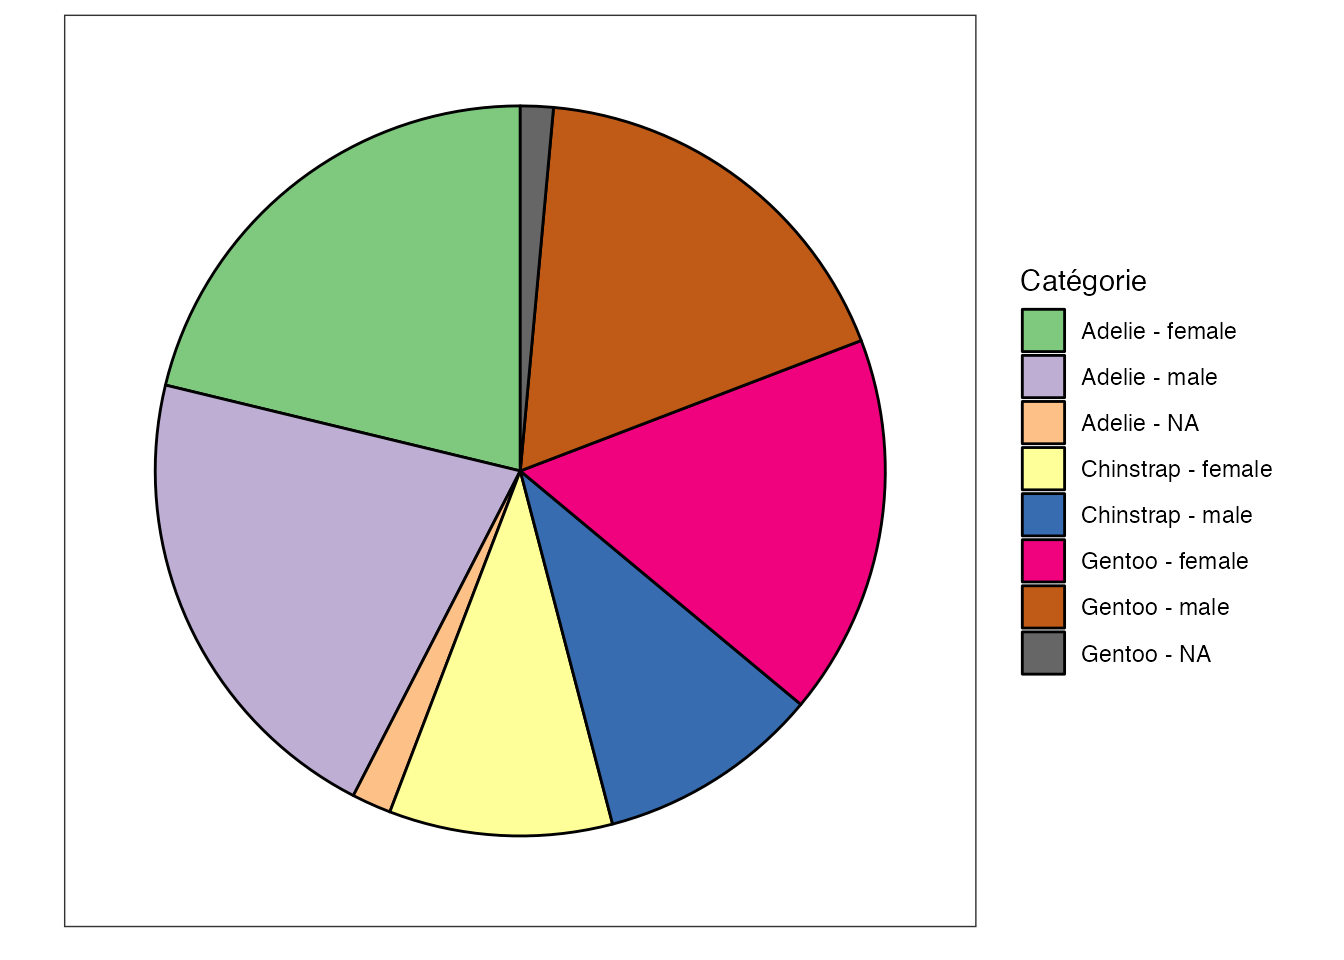 Catégorie
Adelie - female
Adelie - male
Adelie - NA
Chinstrap - female
Chinstrap - male
Gentoo - female
Gentoo - male
Gentoo - NA